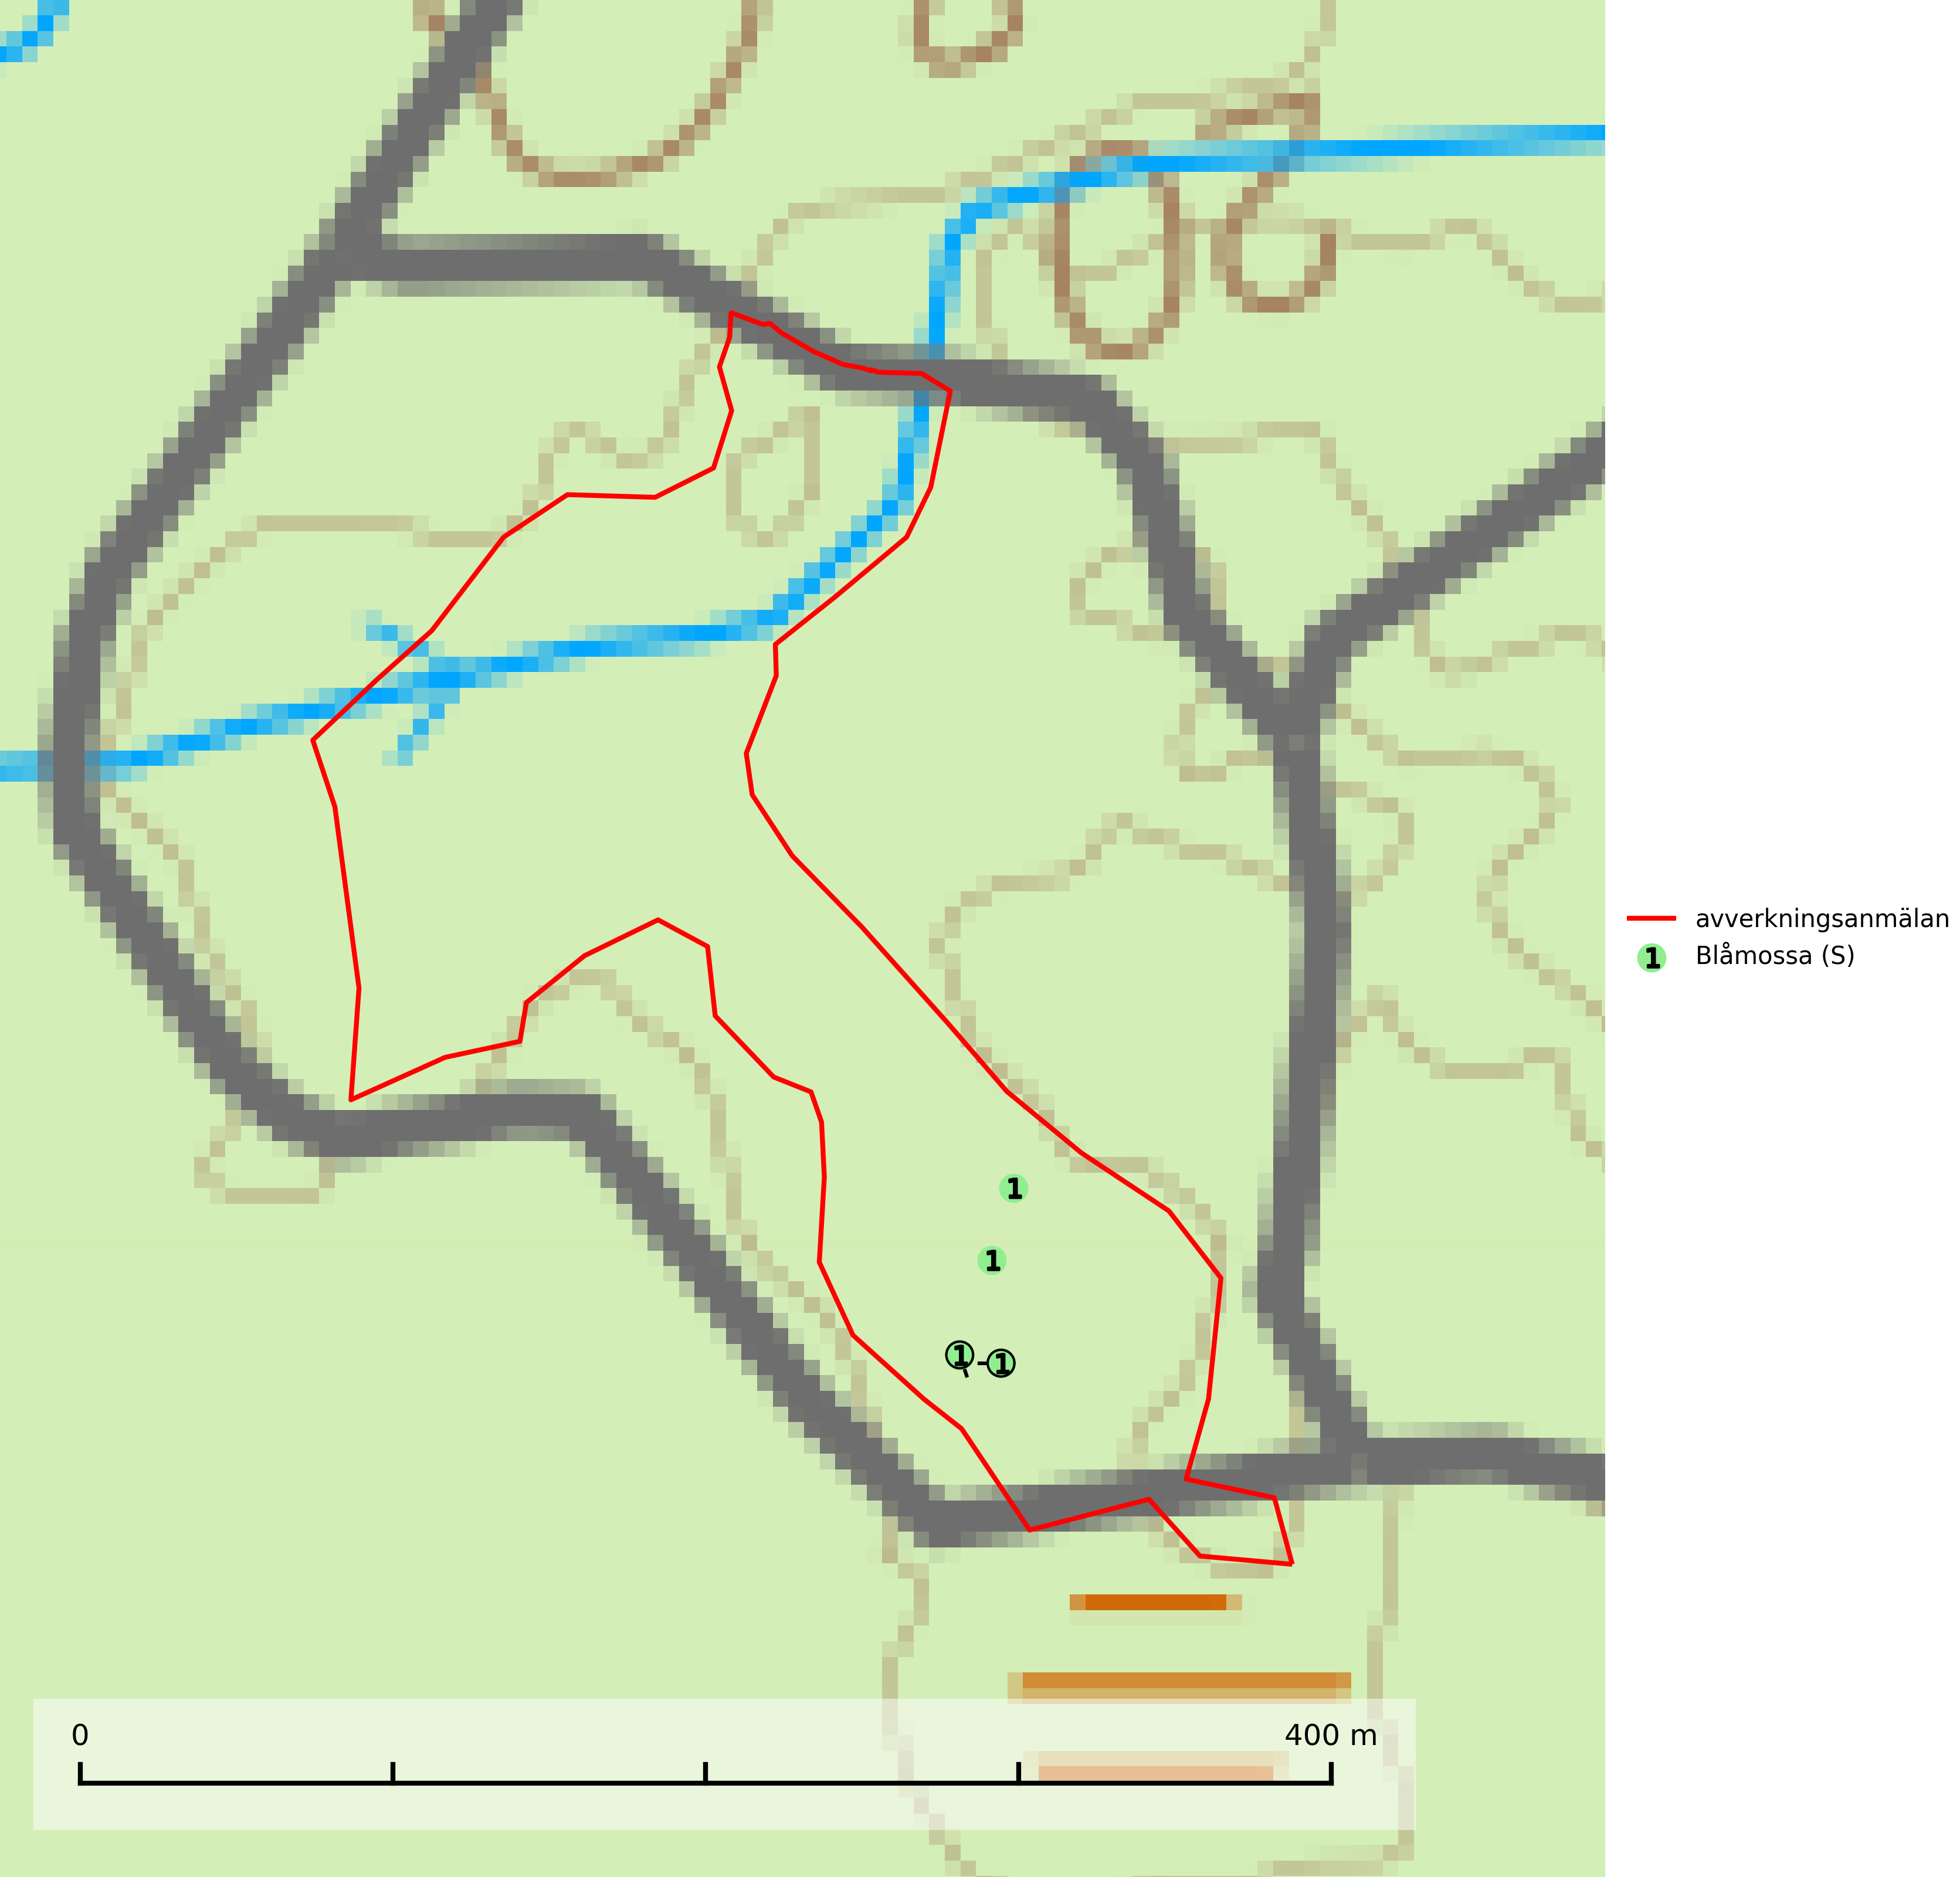 avverkningsanmälan
1 Blåmossa (S)
1
1
1 1
0 400 m